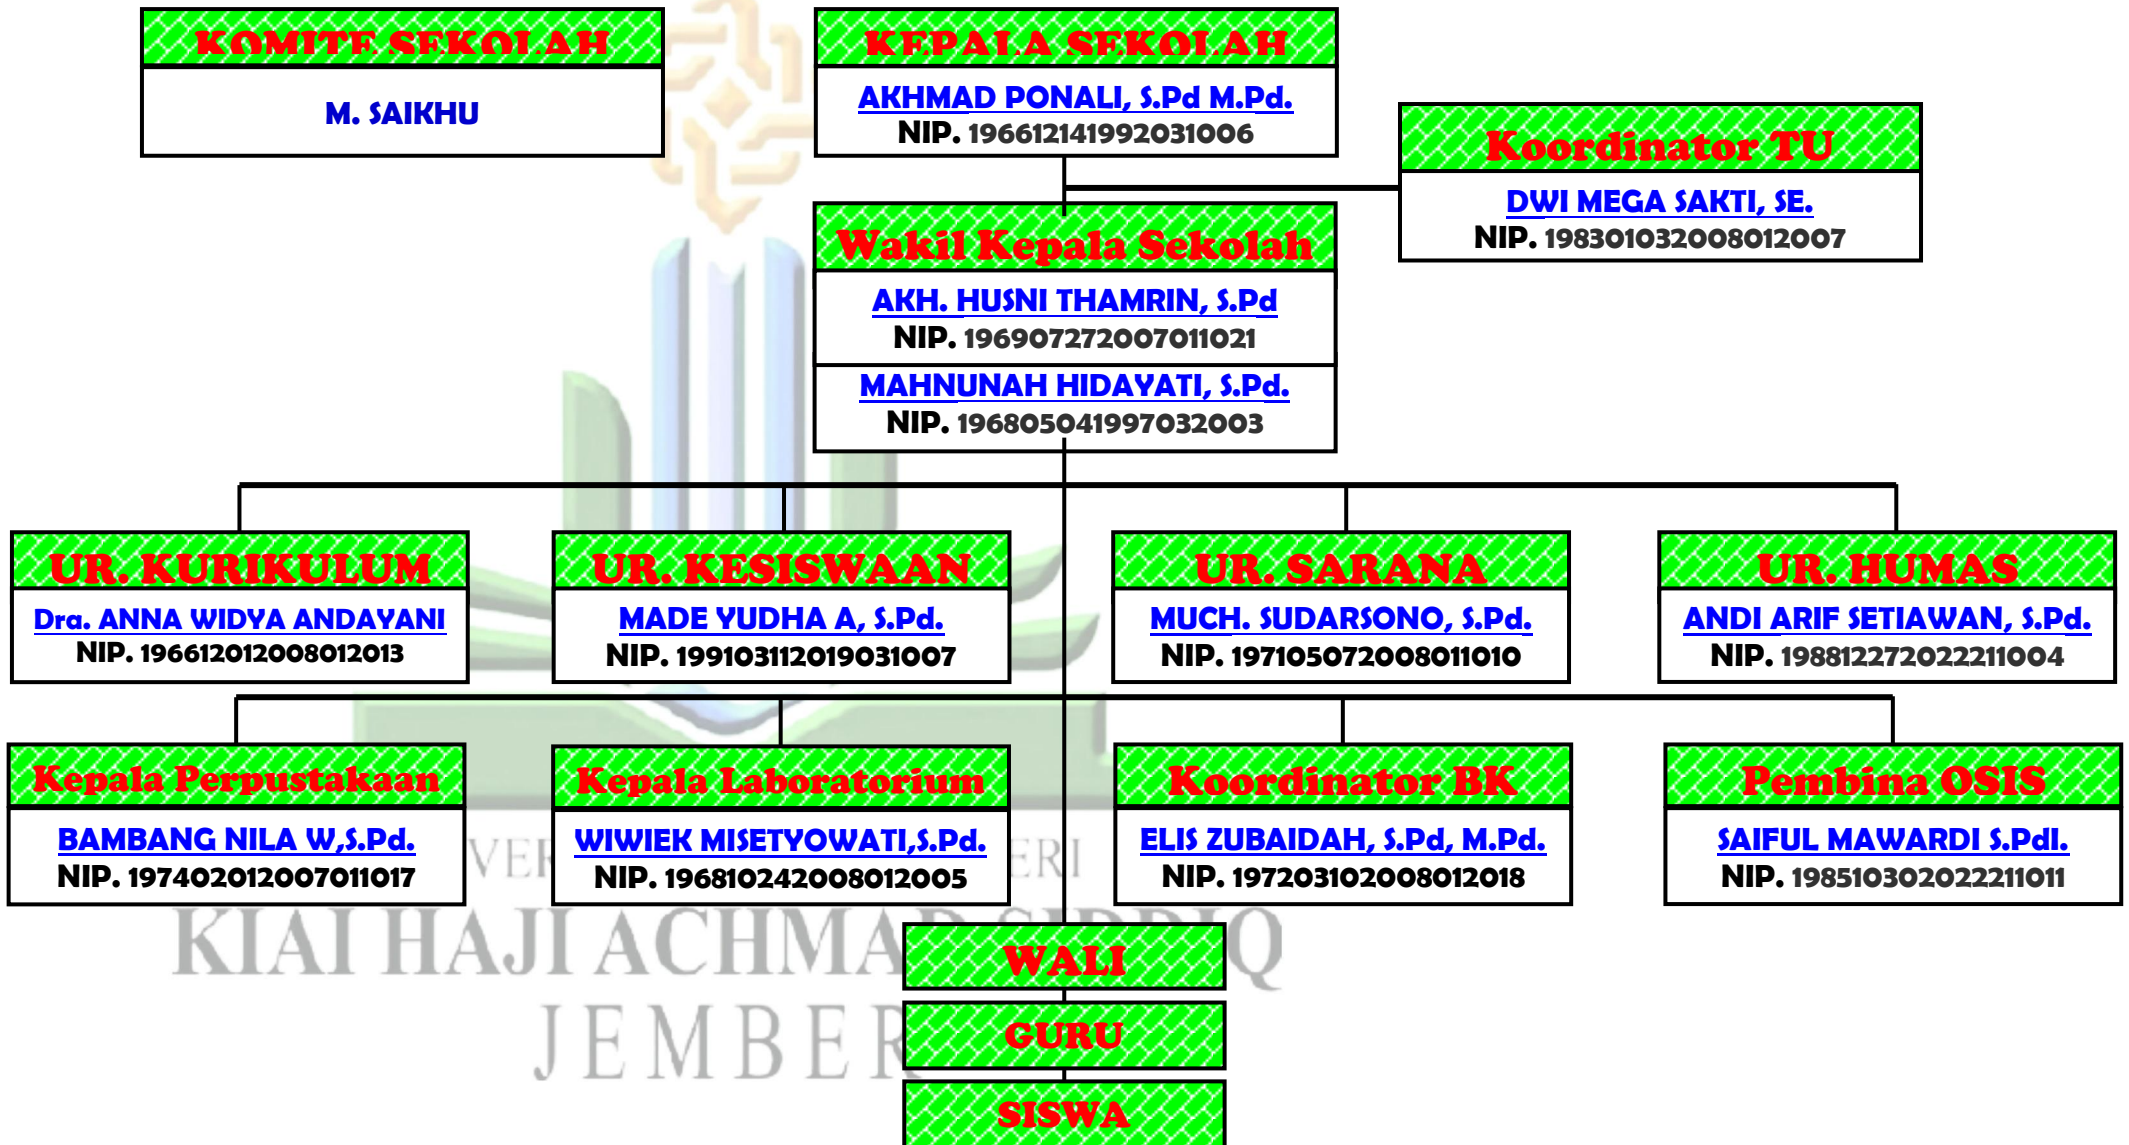 KOMITE SEKOLAH
M. SAIKHU
KEPALA SEKOLAH
AKHMAD PONALI, S.Pd M.Pd.
NIP. 196612141992031006
Koordinator TU
DWI MEGA SAKTI, SE.
NIP. 198301032008012007
Wakil Kepala Sekolah
AKH. HUSNI THAMRIN, S.Pd
NIP. 196907272007011021
MAHNUNAH HIDAYATI, S.Pd.
NIP. 196805041997032003
UR. KURIKULUM
Dra. ANNA WIDYA ANDAYANI
NIP. 196612012008012013
UR. KESISWAAN
MADE YUDHA A, S.Pd.
NIP. 199103112019031007
UR. SARANA
MUCH. SUDARSONO, S.Pd.
NIP. 197105072008011010
UR. HUMAS
ANDI ARIF SETIAWAN, S.Pd.
NIP. 198812272022211004
Kepala Perpustakaan
BAMBANG NILA W,S.Pd.
NIP. 197402012007011017
Kepala Laboratorium
WIWIEK MISETYOWATI,S.Pd.
NIP. 196810242008012005
Koordinator BK
ELIS ZUBAIDAH, S.Pd, M.Pd.
NIP. 197203102008012018
Pembina OSIS
SAIFUL MAWARDI S.PdI.
NIP. 198510302022211011
WALI
GURU
SISWA
KIAI HAJI
JEMBER